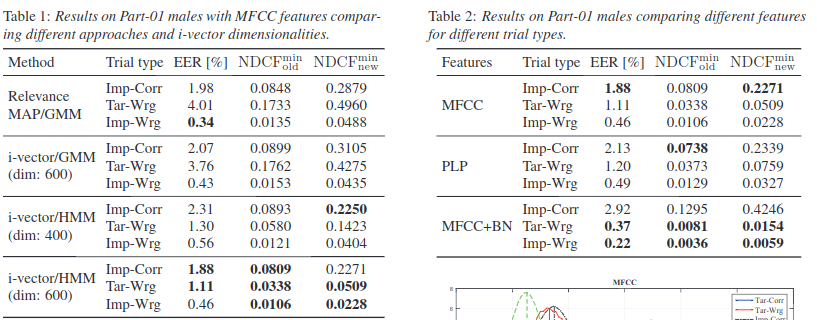 Table 1: Results on Part-01 males with MFCC features compar-
ing different approaches and i-vector dimensionalities.
Method Trial type EER [%] NDCF min old NDCF min new
Relevance MAP/GMM
Imp-Corr 1.98 0.0848 0.2879
Tar-Wrg 4.01 0.1733 0.4960
Imp-Wrg 0.34 0.0135 0.0488
i-vector/GMM (dim: 600)
Imp-Corr 2.07 0.0899 0.3105
Tar-Wrg 3.76 0.1762 0.4275
Imp-Wrg 0.43 0.0153 0.0435
i-vector/HMM (dim: 400)
Imp-Corr 2.31 0.0893 0.2250
Tar-Wrg 1.30 0.0580 0.1423
Imp-Wrg 0.56 0.0121 0.0404
i-vector/HMM (dim: 600)
Imp-Corr 1.88 0.0809 0.2271
Tar-Wrg 1.11 0.0338 0.0509
Imp-Wrg 0.46 0.0106 0.0228
Table 2: Results on Part-01 males comparing different features
for different trial types.
Features Trial type EER [%] NDCF min old NDCF min new
MFCC
Imp-Corr 1.88 0.0809 0.2271
Tar-Wrg 1.11 0.0338 0.0509
Imp-Wrg 0.46 0.0106 0.0228
PLP
Imp-Corr 2.13 0.0738 0.2339
Tar-Wrg 1.20 0.0373 0.0759
Imp-Wrg 0.49 0.0129 0.0327
MFCC+BN
Imp-Corr 2.92 0.1295 0.4246
Tar-Wrg 0.37 0.0081 0.0154
Imp-Wrg 0.22 0.0036 0.0059
MFCC
8
6
Tar-Corr
Tar-Wrg